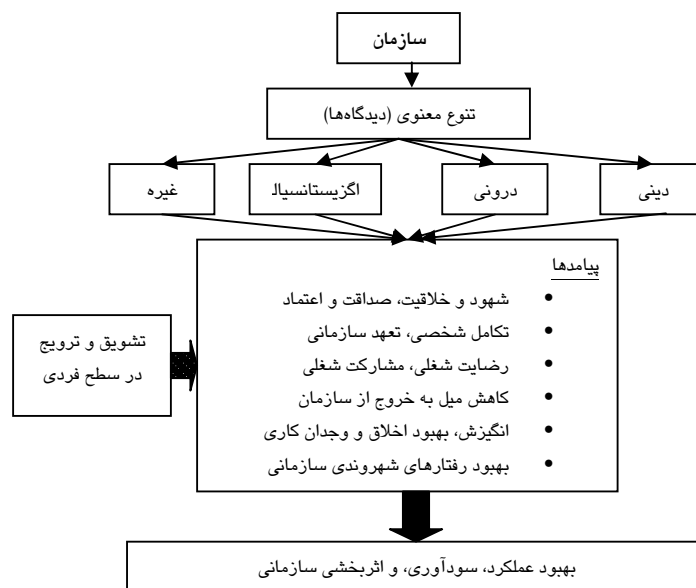 سازمان
تنوع معنوی (دیدگاه‌ها)
دینی
درونی
اگزیستانسیال
غیره
پیامدها
• شهود و خلاقیت، صداقت و اعتماد
• تکامل شخصی، تعهد سازمانی
• رضایت شغلی، مشارکت شغلی
• کاهش میل به خروج از سازمان
• انگیزش، بهبود اخلاق و وجدان کاری
• بهبود رفتارهای شهروندی سازمانی
تشویق و ترویج
در سطح فردی
بهبود عملکرد، سودآوری، و اثربخشی سازمانی